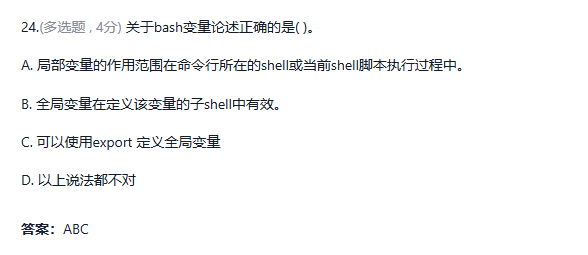 24.(多选题 , 4分) 关于bash变量论述正确的是( )。
A. 局部变量的作用范围在命令行所在的shell或当前shell脚本执行过程中。
B. 全局变量在定义该变量的子shell中有效。
C. 可以使用export 定义全局变量
D. 以上说法都不对
答案：ABC